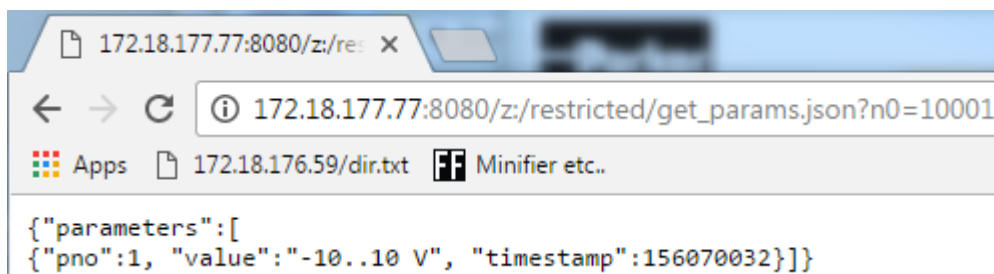 172.18.177.77:8080/z:/res
172.18.177.77:8080/z:/restricted/get_params.json?n0=10001
Apps 172.18.176.59/dir.txt FF Minifier etc..
{"parameters":[
{"pno":1, "value":"-10..10 V", "timestamp":156070032}]}